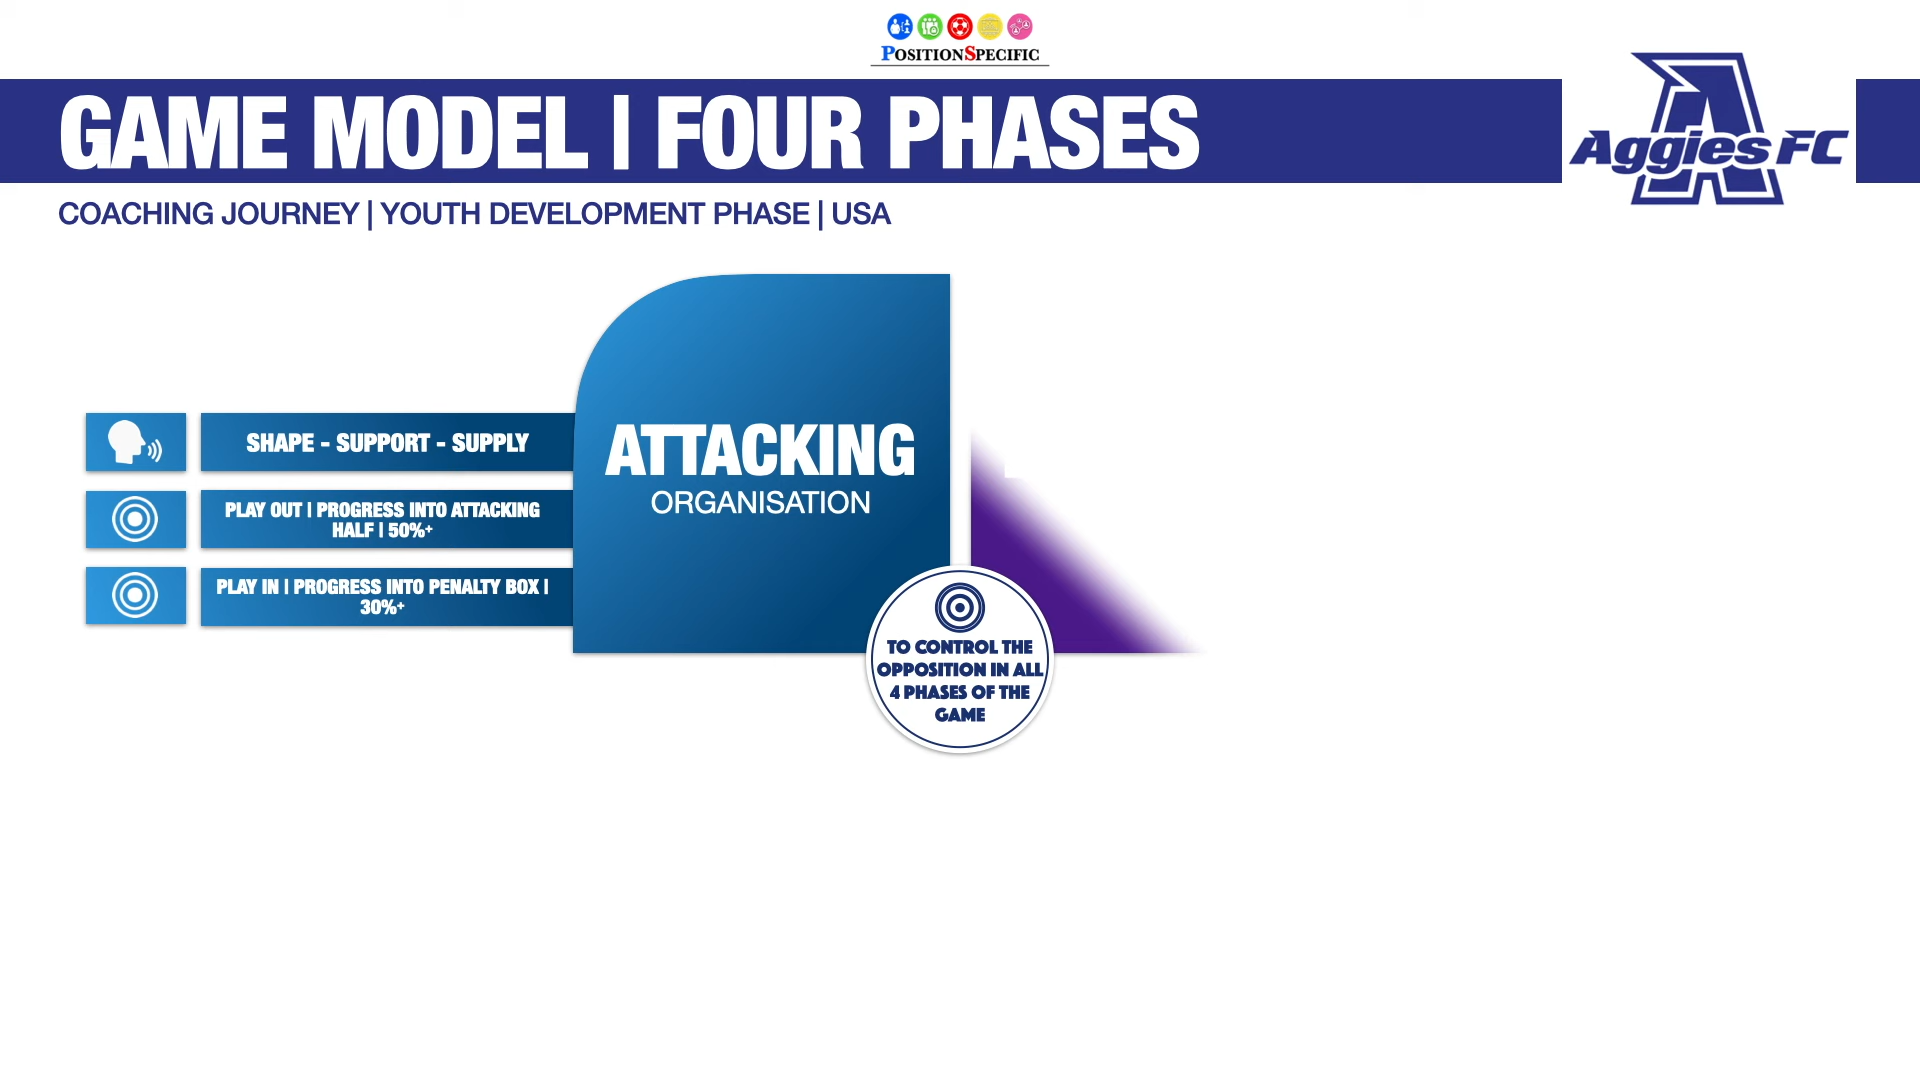 POSITIONSPECIFIC
GAME MODEL | FOUR PHASES
Aggies FC
COACHING JOURNEY | YOUTH DEVELOPMENT PHASE | USA
SHAPE - SUPPORT - SUPPLY
PLAY OUT | PROGRESS INTO ATTACKING
HALF | 50%+
PLAY IN | PROGRESS INTO PENALTY BOX |
30%+
ATTACKING
ORGANISATION
TO CONTROL THE
OPPOSITION IN ALL
4 PHASES OF THE
GAME